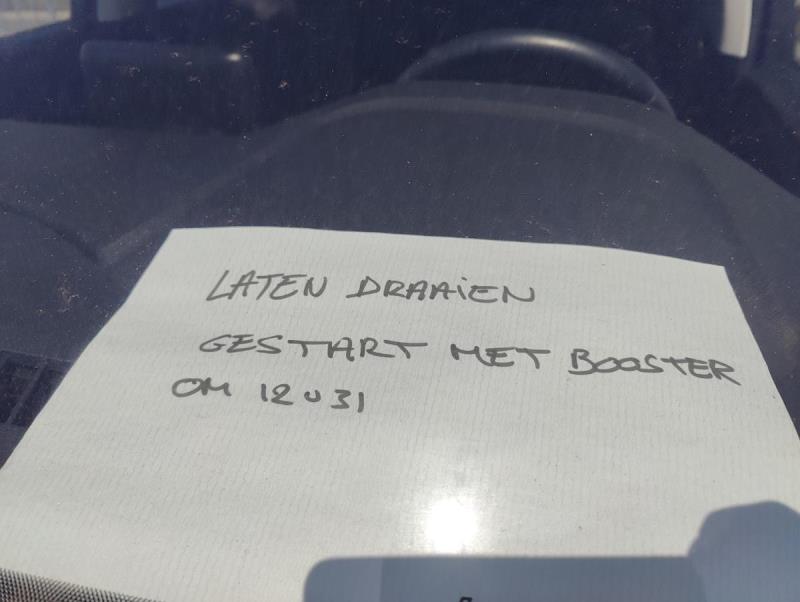 LATEN DRAAiEN
GESTART MET BOOSTER
OM 12U31